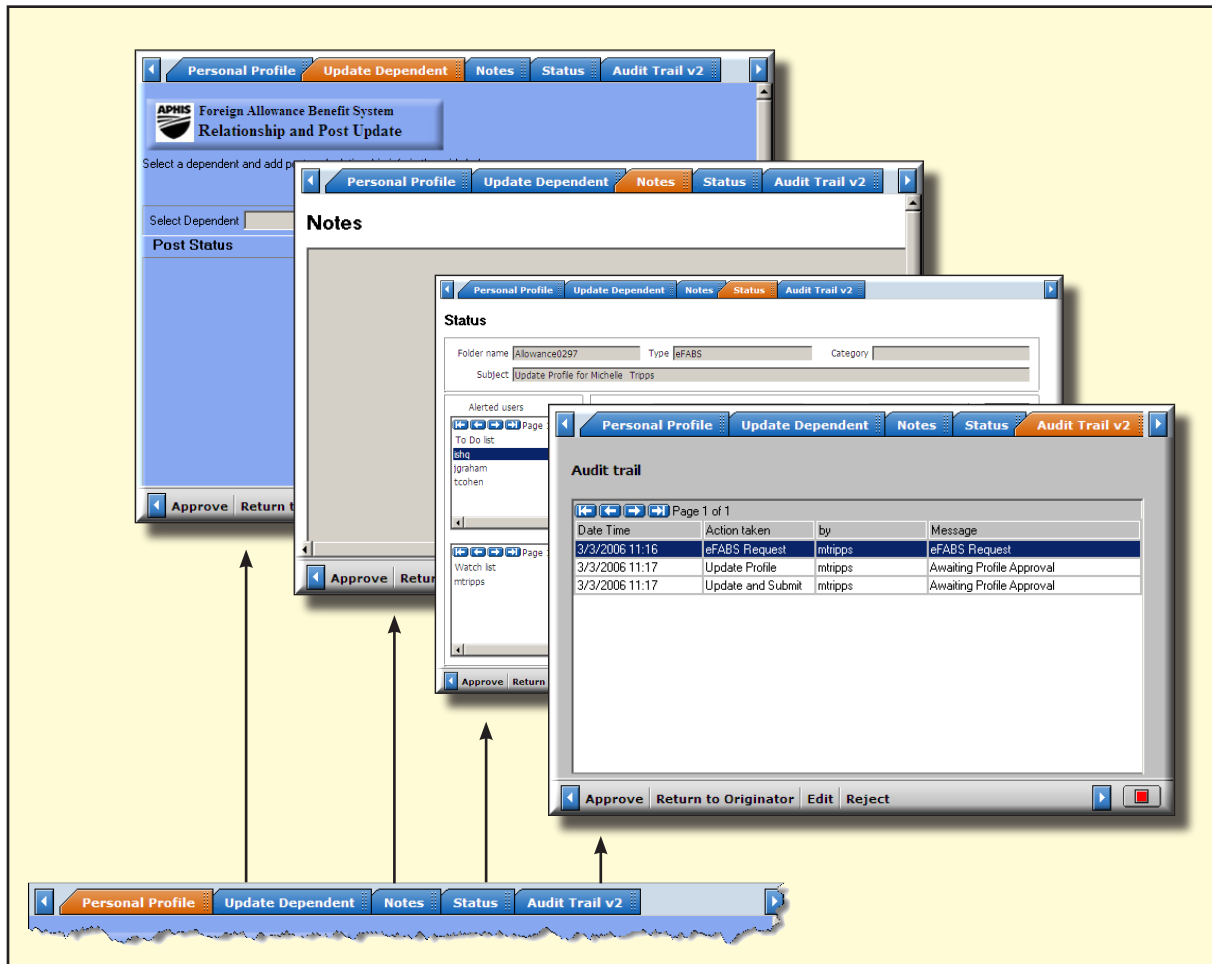 Personal Profile Update Dependent Notes Status Audit Trail v2
APHIS Foreign Allowance Benefit System
Relationship and Post Update
Select a dependent and add
Select Dependent
Post Status
Approve Return
Personal Profile Update Dependent Notes Status Audit Trail v2
Notes
Approve
Personal Profile Update Dependent Notes Status Audit Trail v2
Status
Folder name Allowance0297 Type eFABS Category
Subject Update Profile for Michelle Tripps
Alerted users
Page
To Do list
ishq
jgraham
tcohen
Page
Watch list
mtripps
Approve Return
Personal Profile Update Dependent Notes Status Audit Trail v2
Audit trail
Page 1 of 1
Date Time Action taken by Message
3/3/2006 11:16 eFABS Request mtripps eFABS Request
3/3/2006 11:17 Update Profile mtripps Awaiting Profile Approval
3/3/2006 11:17 Update and Submit mtripps Awaiting Profile Approval
Approve Return to Originator Edit Reject
Personal Profile Update Dependent Notes Status Audit Trail v2